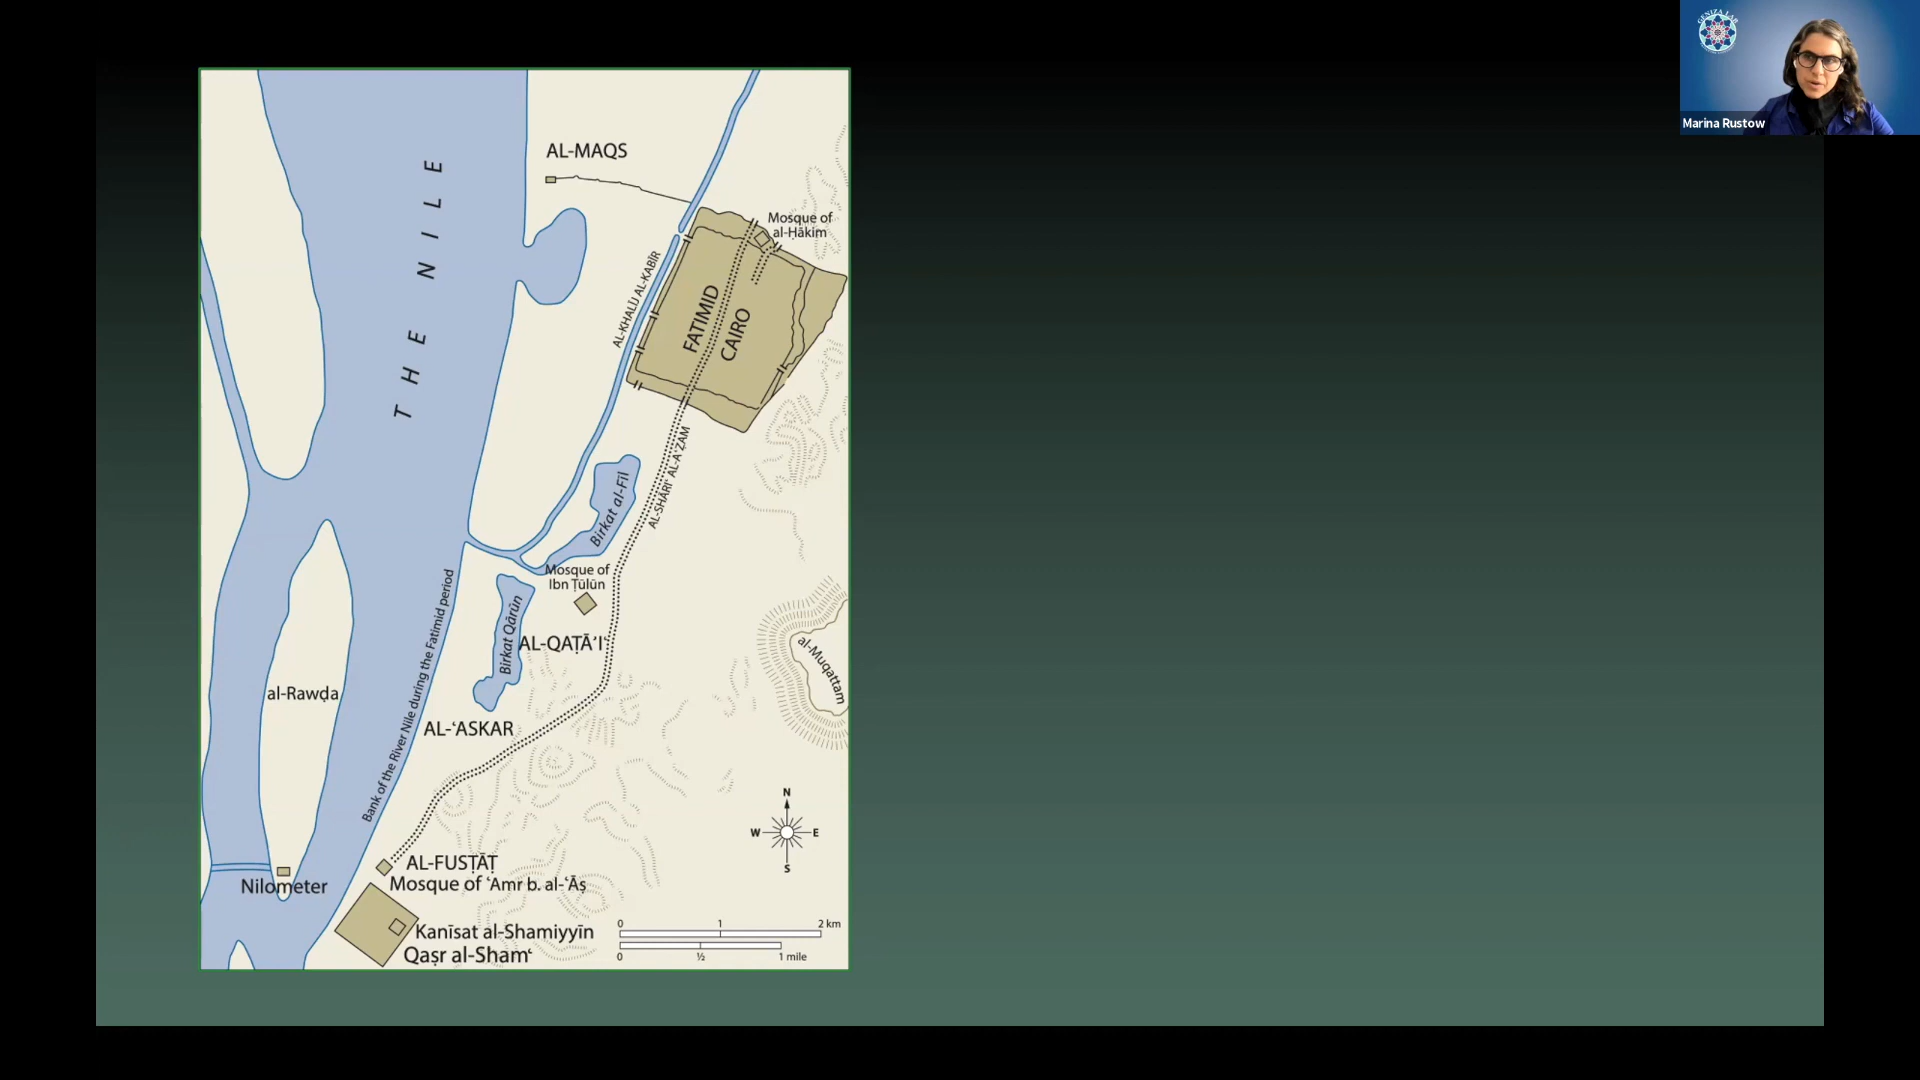 GENIZA LAB
Marina Rustow
THE NILE
AL-MAQS
Mosque of
al-Ḥākim
AL-KHALĪJ AL-KABĪR
FATIMID
CAIRO
AL-SHĀRIʿ AL-AʿẒAM
Birkat al-Fīl
Mosque of
Ibn Ṭūlūn
Birkat Qārūn
AL-QAṬĀʾIʿ
al-Muqattam
Bank of the River Nile during the Fatimid period
al-Rawḍa
AL-ʿASKAR
N
W E
S
AL-FUSṬĀṬ
Mosque of ʿAmr b. al-ʿĀṣ
Nilometer
Kanīsat al-Shamiyyīn
Qaṣr al-Shamʿ
0 1 2 km
0 ½ 1 mile